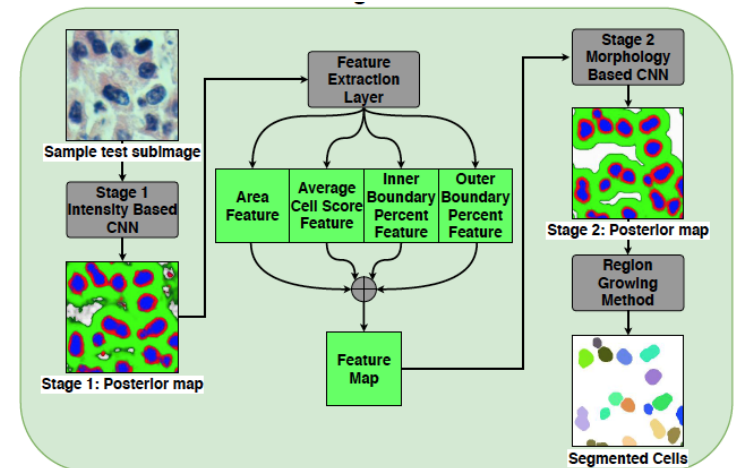 Sample test subimage
Stage 1
Intensity Based
CNN
Stage 1: Posterior map
Feature
Extraction
Layer
Area
Feature
Average
Cell Score
Feature
Inner
Boundary
Percent
Feature
Outer
Boundary
Percent
Feature
Feature
Map
Stage 2
Morphology
Based CNN
Stage 2: Posterior map
Region
Growing
Method
Segmented Cells